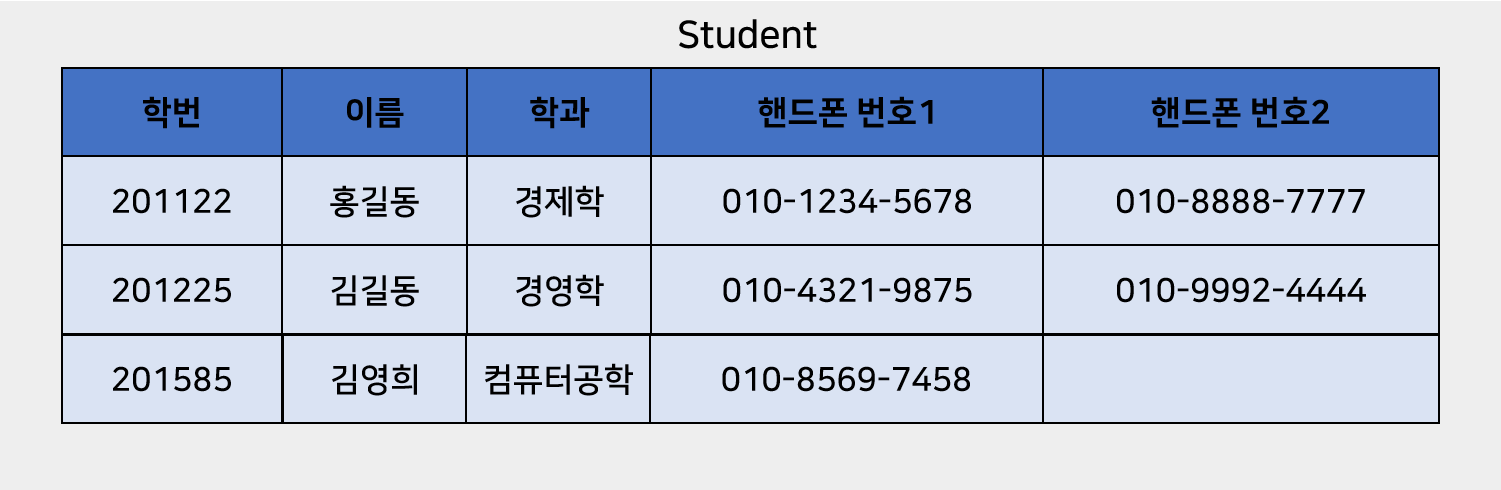 Student
학번 이름 학과 핸드폰 번호1 핸드폰 번호2
201122 홍길동 경제학 010-1234-5678 010-8888-7777
201225 김길동 경영학 010-4321-9875 010-9992-4444
201585 김영희 컴퓨터공학 010-8569-7458